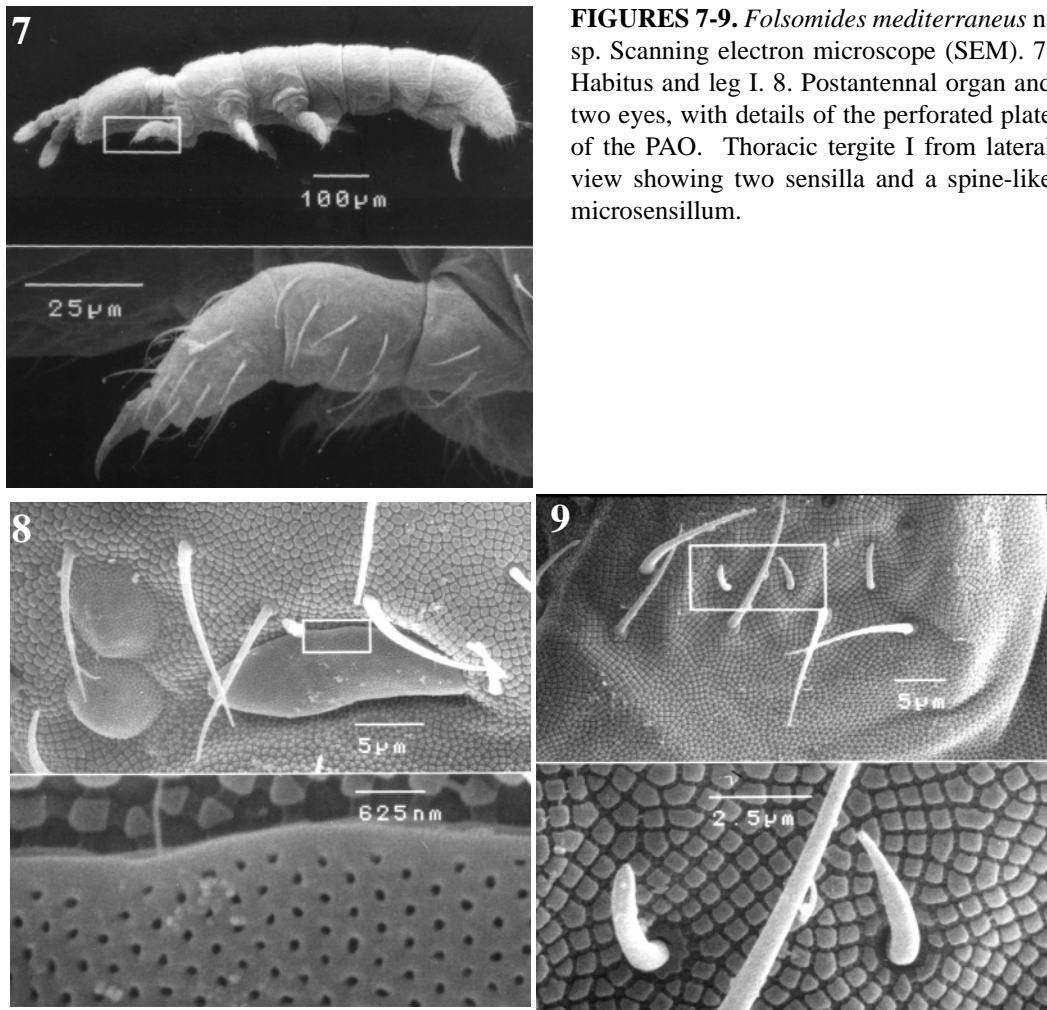 7
100µm
25µm
FIGURES 7-9. Folsomides mediterraneus n
sp. Scanning electron microscope (SEM). 7
Habitus and leg I. 8. Postantennal organ and
two eyes, with details of the perforated plate
of the PAO. Thoracic tergite I from lateral
view showing two sensilla and a spine-like
microsensillum.
8
5µm
625nm
9
5µm
2.5µm